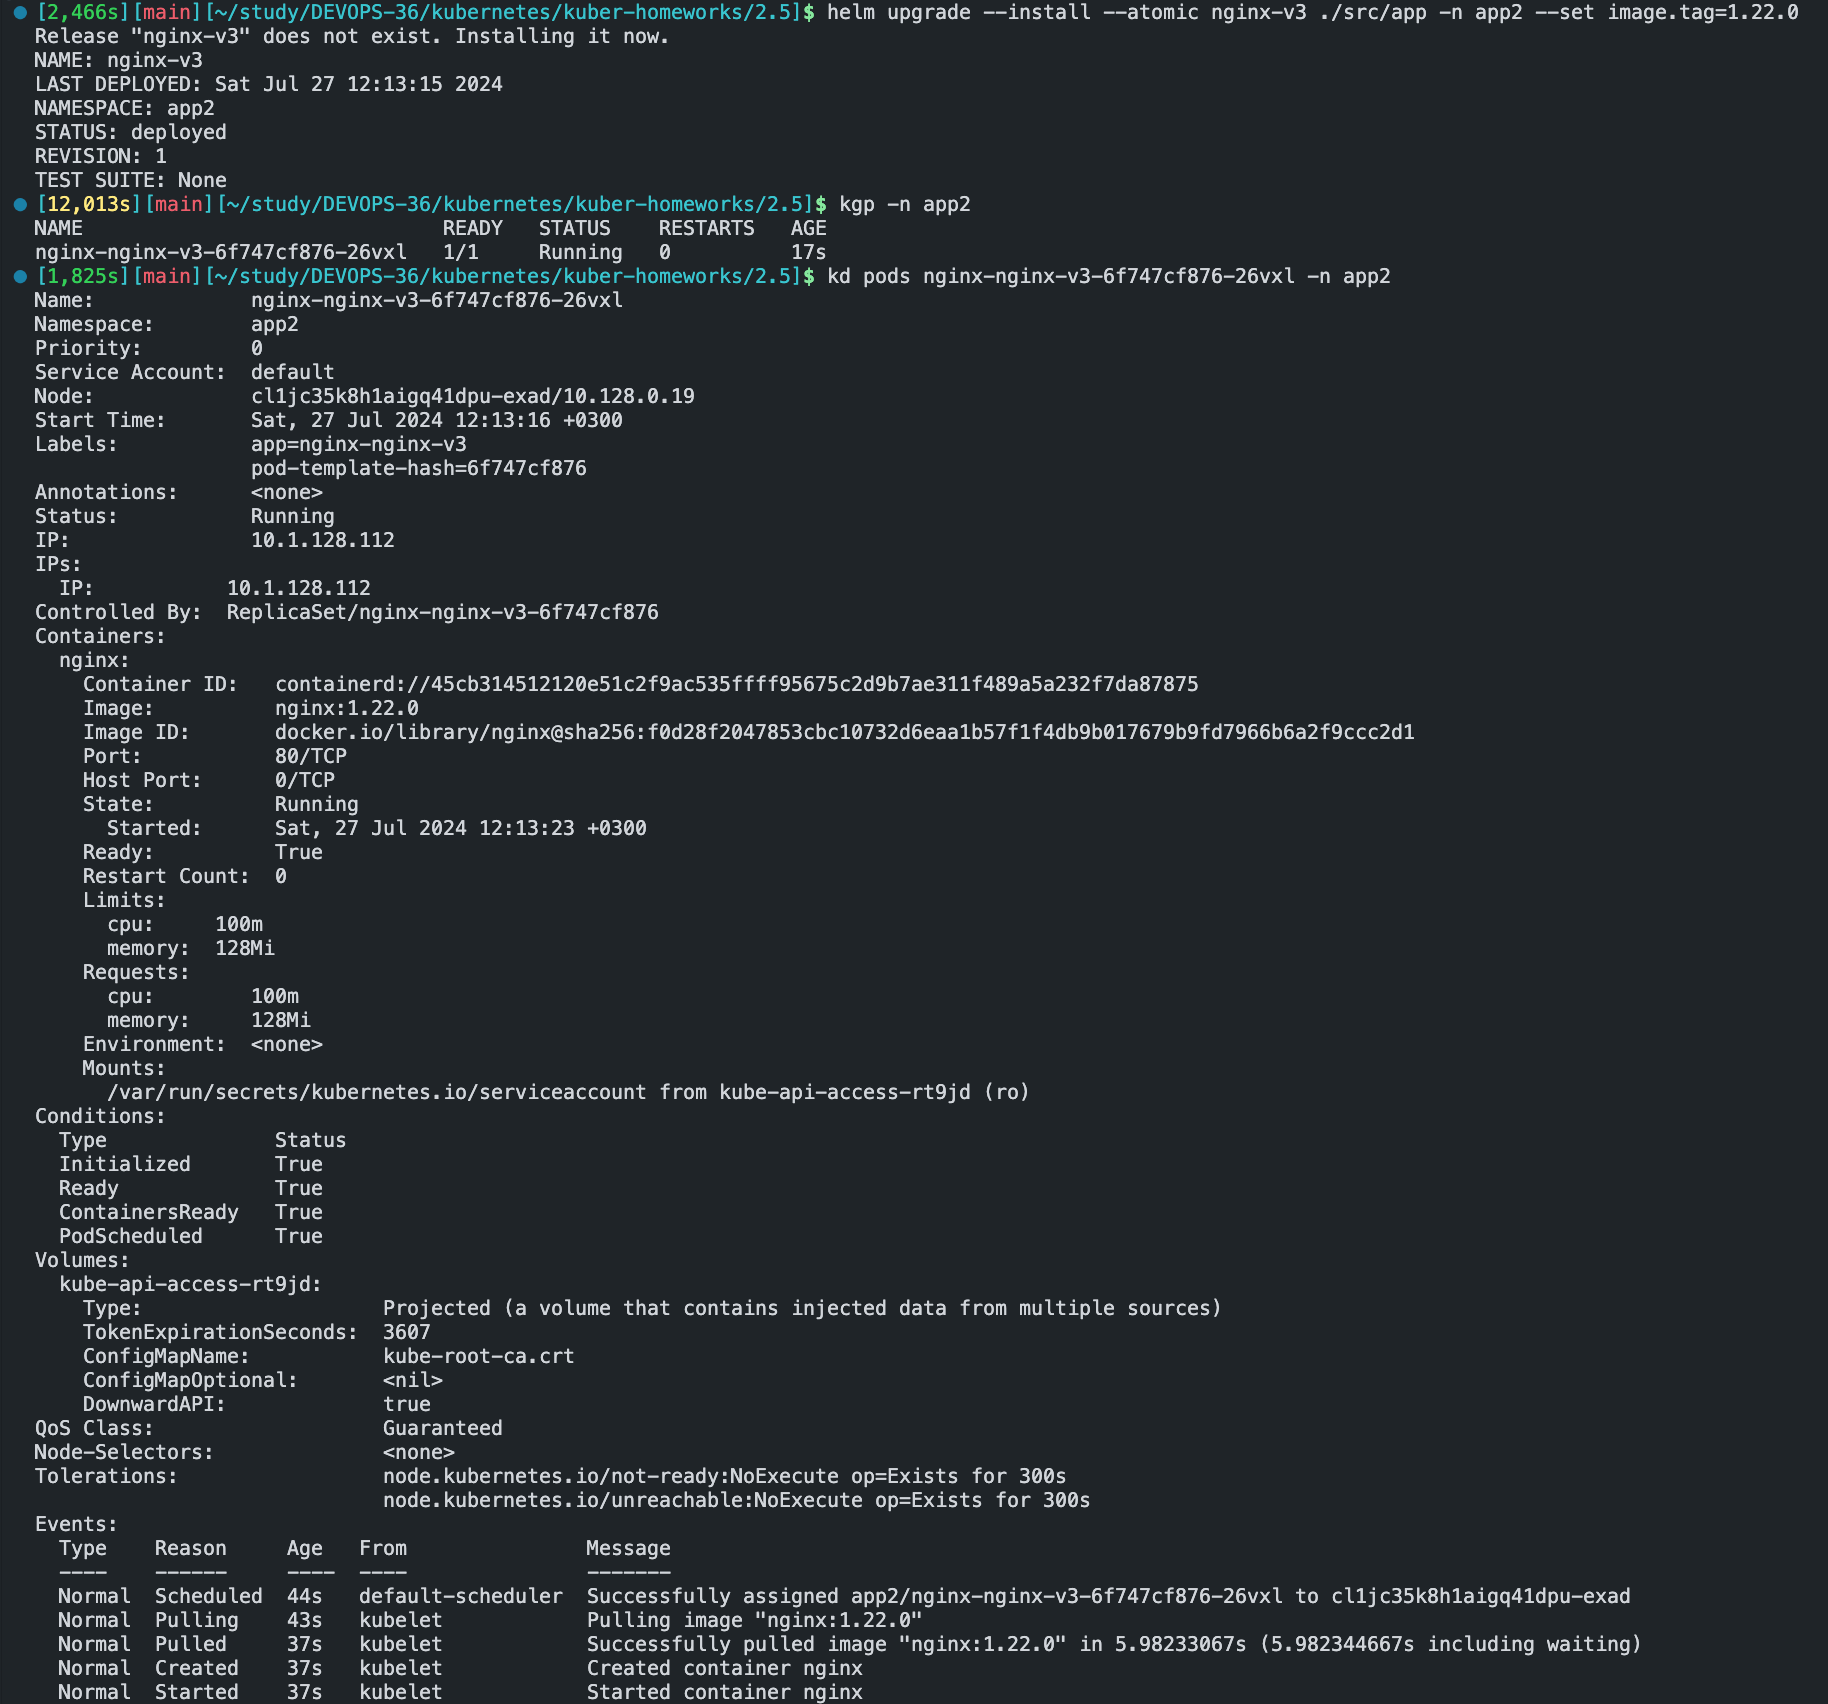 [2,466s][main][~/study/DEVOPS-36/kubernetes/kuber-homeworks/2.5]$ helm upgrade --install --atomic nginx-v3 ./src/app -n app2 --set image.tag=1.22.0
Release "nginx-v3" does not exist. Installing it now.
NAME: nginx-v3
LAST DEPLOYED: Sat Jul 27 12:13:15 2024
NAMESPACE: app2
STATUS: deployed
REVISION: 1
TEST SUITE: None
[12,013s][main][~/study/DEVOPS-36/kubernetes/kuber-homeworks/2.5]$ kgp -n app2
NAME                              READY   STATUS    RESTARTS   AGE
nginx-nginx-v3-6f747cf876-26vxl   1/1     Running   0          17s
[1,825s][main][~/study/DEVOPS-36/kubernetes/kuber-homeworks/2.5]$ kd pods nginx-nginx-v3-6f747cf876-26vxl -n app2
Name:             nginx-nginx-v3-6f747cf876-26vxl
Namespace:        app2
Priority:         0
Service Account:  default
Node:             cl1jc35k8h1aigq41dpu-exad/10.128.0.19
Start Time:       Sat, 27 Jul 2024 12:13:16 +0300
Labels:           app=nginx-nginx-v3
                  pod-template-hash=6f747cf876
Annotations:      <none>
Status:           Running
IP:               10.1.128.112
IPs:
  IP:           10.1.128.112
Controlled By:  ReplicaSet/nginx-nginx-v3-6f747cf876
Containers:
  nginx:
    Container ID:   containerd://45cb314512120e51c2f9ac535ffff95675c2d9b7ae311f489a5a232f7da87875
    Image:          nginx:1.22.0
    Image ID:       docker.io/library/nginx@sha256:f0d28f2047853cbc10732d6eaa1b57f1f4db9b017679b9fd7966b6a2f9ccc2d1
    Port:           80/TCP
    Host Port:      0/TCP
    State:          Running
      Started:      Sat, 27 Jul 2024 12:13:23 +0300
    Ready:          True
    Restart Count:  0
    Limits:
      cpu:     100m
      memory:  128Mi
    Requests:
      cpu:        100m
      memory:     128Mi
    Environment:  <none>
    Mounts:
      /var/run/secrets/kubernetes.io/serviceaccount from kube-api-access-rt9jd (ro)
Conditions:
  Type              Status
  Initialized       True
  Ready             True
  ContainersReady   True
  PodScheduled      True
Volumes:
  kube-api-access-rt9jd:
    Type:                    Projected (a volume that contains injected data from multiple sources)
    TokenExpirationSeconds:  3607
    ConfigMapName:           kube-root-ca.crt
    ConfigMapOptional:       <nil>
    DownwardAPI:             true
QoS Class:                   Guaranteed
Node-Selectors:              <none>
Tolerations:                 node.kubernetes.io/not-ready:NoExecute op=Exists for 300s
                             node.kubernetes.io/unreachable:NoExecute op=Exists for 300s
Events:
  Type    Reason     Age   From               Message
  ----    ------     ----  ----               -------
  Normal  Scheduled  44s   default-scheduler  Successfully assigned app2/nginx-nginx-v3-6f747cf876-26vxl to cl1jc35k8h1aigq41dpu-exad
  Normal  Pulling    43s   kubelet            Pulling image "nginx:1.22.0"
  Normal  Pulled     37s   kubelet            Successfully pulled image "nginx:1.22.0" in 5.98233067s (5.982344667s including waiting)
  Normal  Created    37s   kubelet            Created container nginx
  Normal  Started    37s   kubelet            Started container nginx